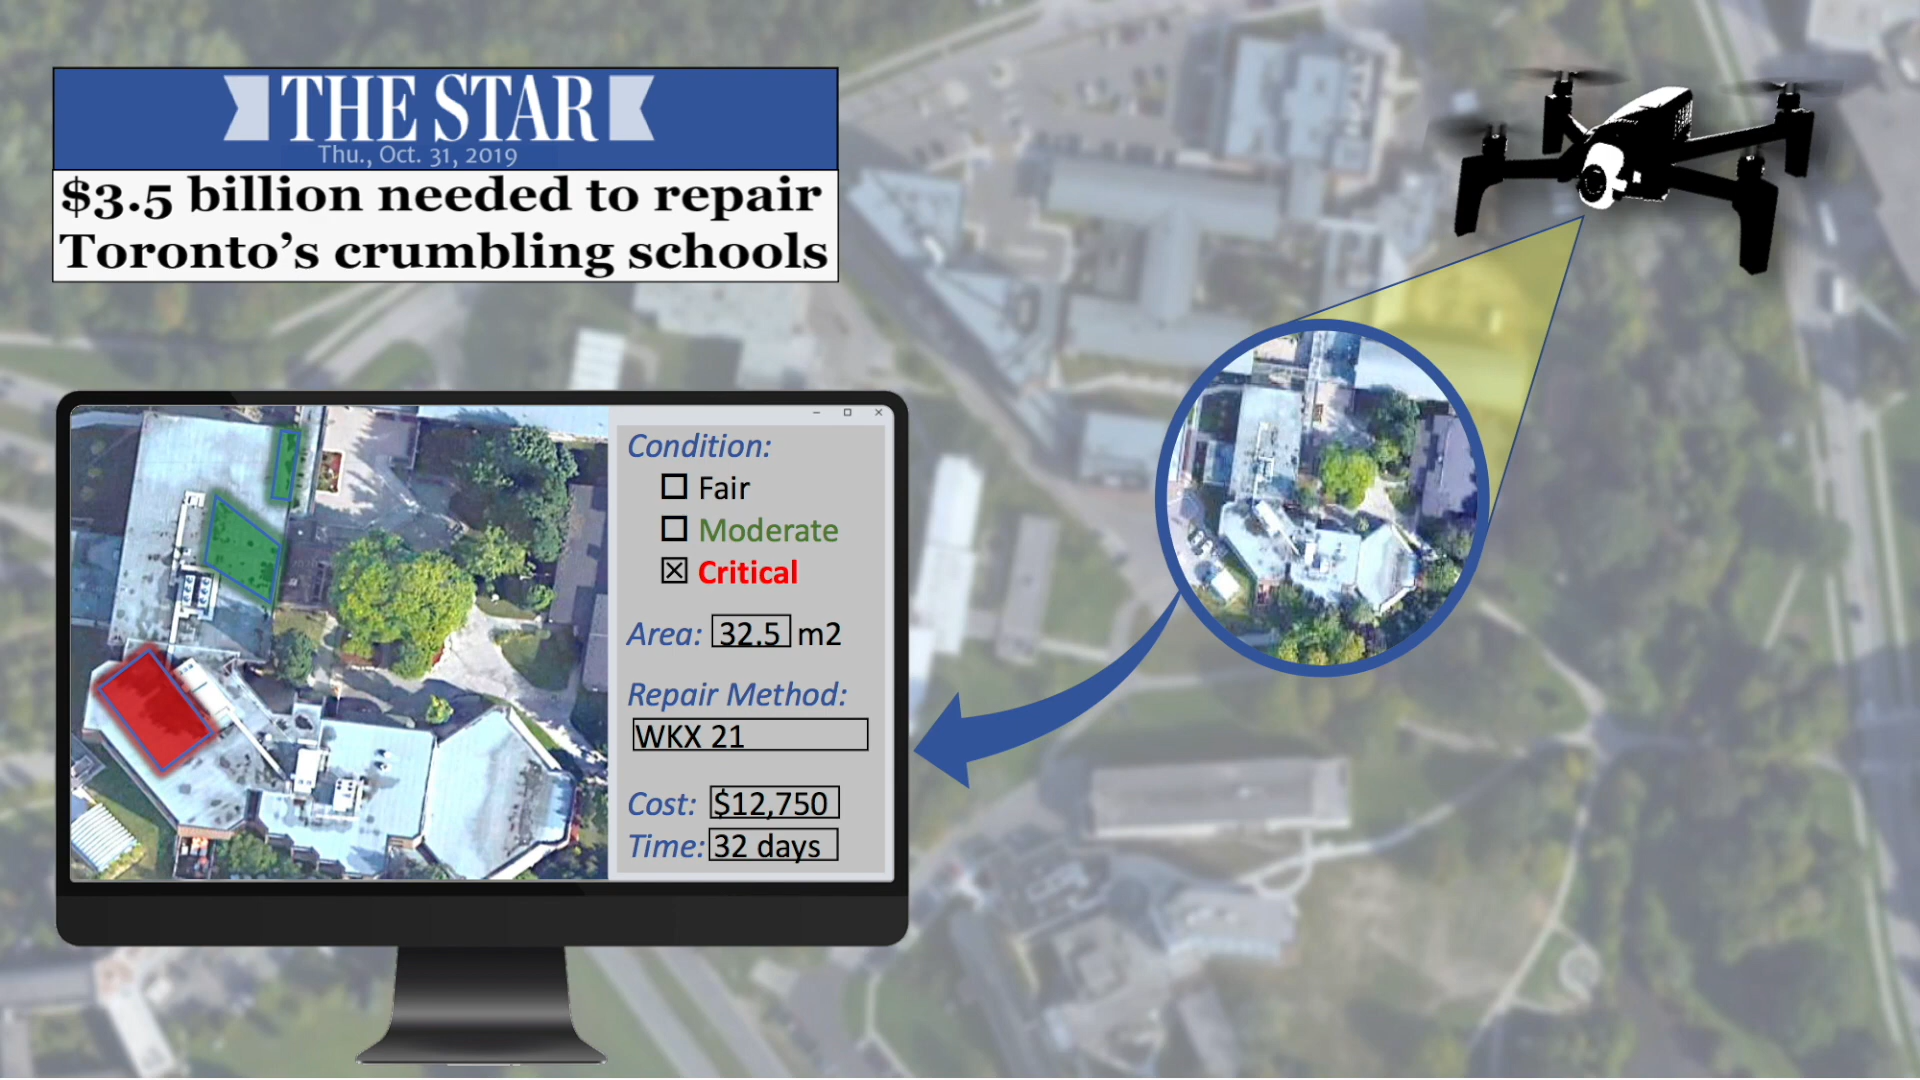 THE STAR
Thu., Oct. 31, 2019
$3.5 billion needed to repair
Toronto’s crumbling schools
Condition:
☐ Fair
☐ Moderate
☒ Critical
Area: 32.5 m2
Repair Method:
WKX 21
Cost: $12,750
Time: 32 days